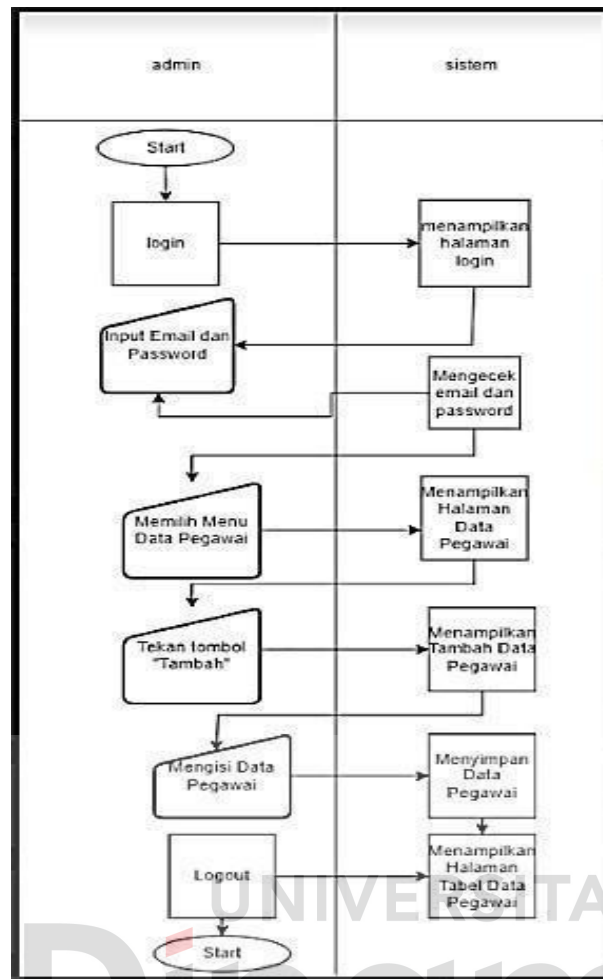 admin
sistem
Start
login
menampilkan
halaman
login
Input Email dan
Password
Mengecek
email dan
password
Memilih Menu
Data Pegawai
Menampilkan
Halaman
Data
Pegawai
Tekan tombol
"Tambah"
Menampilkan
Tambah Data
Pegawai
Mengisi Data
Pegawai
Menyimpan
Data
Pegawai
Logout
Menampilkan
Halaman
Tabel Data
Pegawai
UNIVERSITA
Start